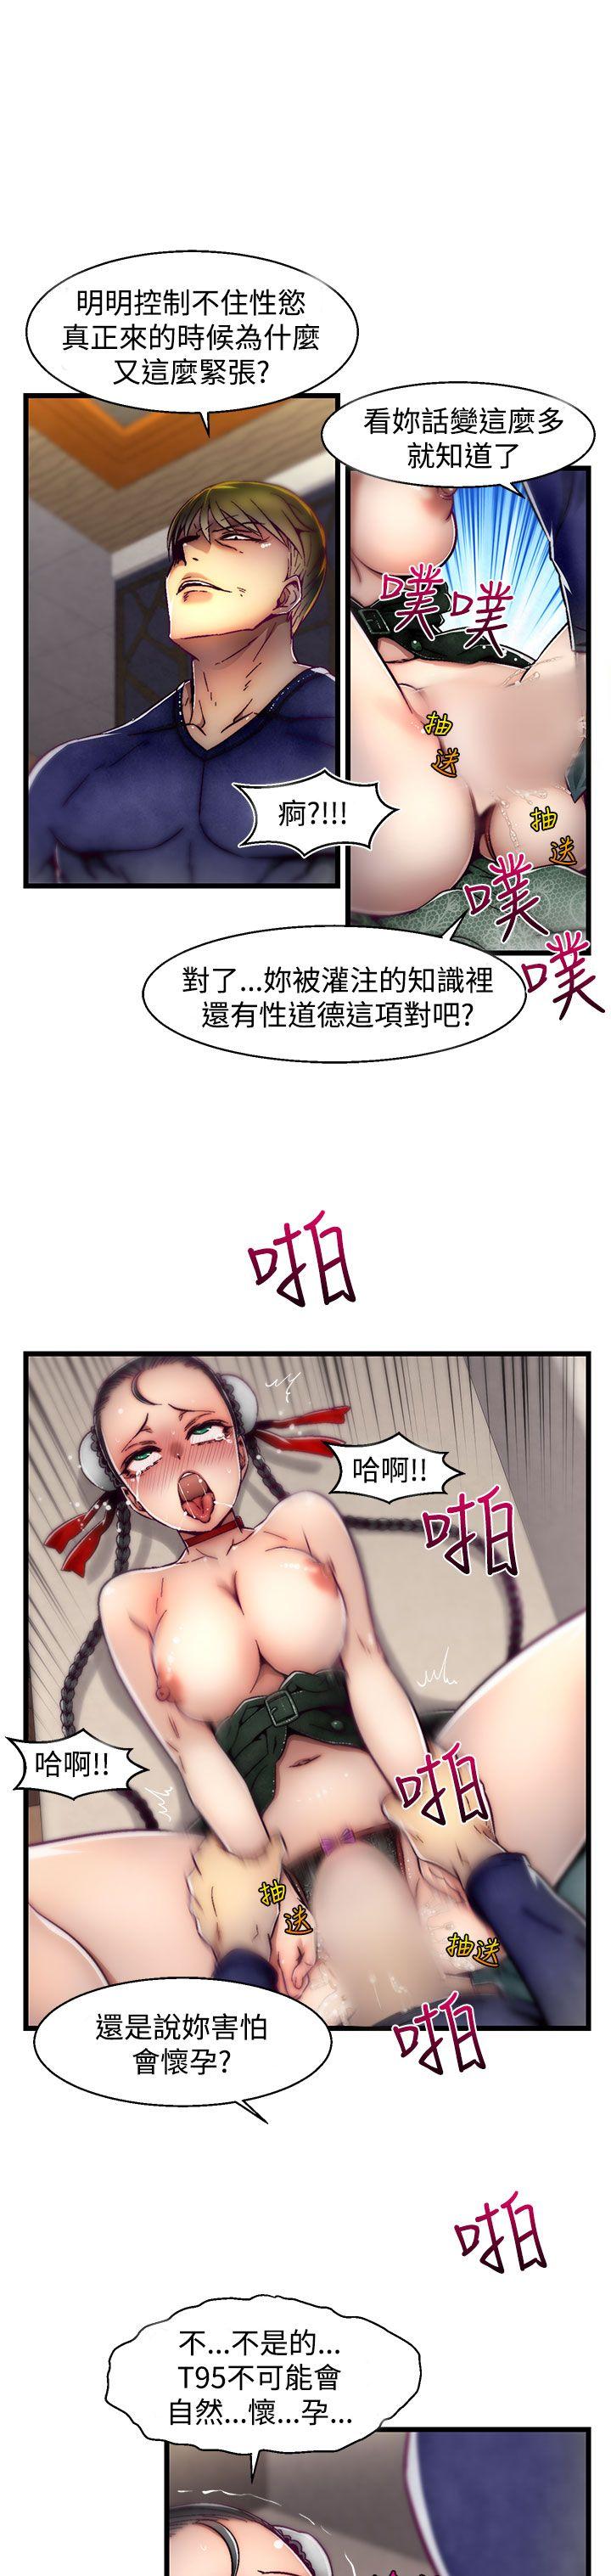 明明控制不住性慾
真正來的時候為什麼
又這麼緊張?
看妳話變這麼多
就知道了
噗噗
抽
送
痾?!!!
抽
送
噗
噗
對了...妳被灌注的知識裡
還有性道德這項對吧?
啪
哈啊!!
啪
哈啊!!
啪
抽
送
抽送
還是說妳害怕
會懷孕?
啪
啪
不...不是的...
T95不可能會
自然...懷...孕...